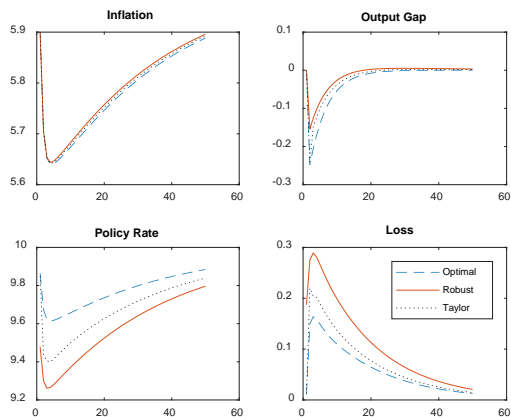 Inflation
5.9
5.8
5.7
5.6
0 20 40 60
Output Gap
0.1
0
-0.1
-0.2
-0.3
0 20 40 60
Policy Rate
10
9.8
9.6
9.4
9.2
0 20 40 60
Loss
0.3
0.2
0.1
0
0 20 40 60
Optimal
Robust
Taylor